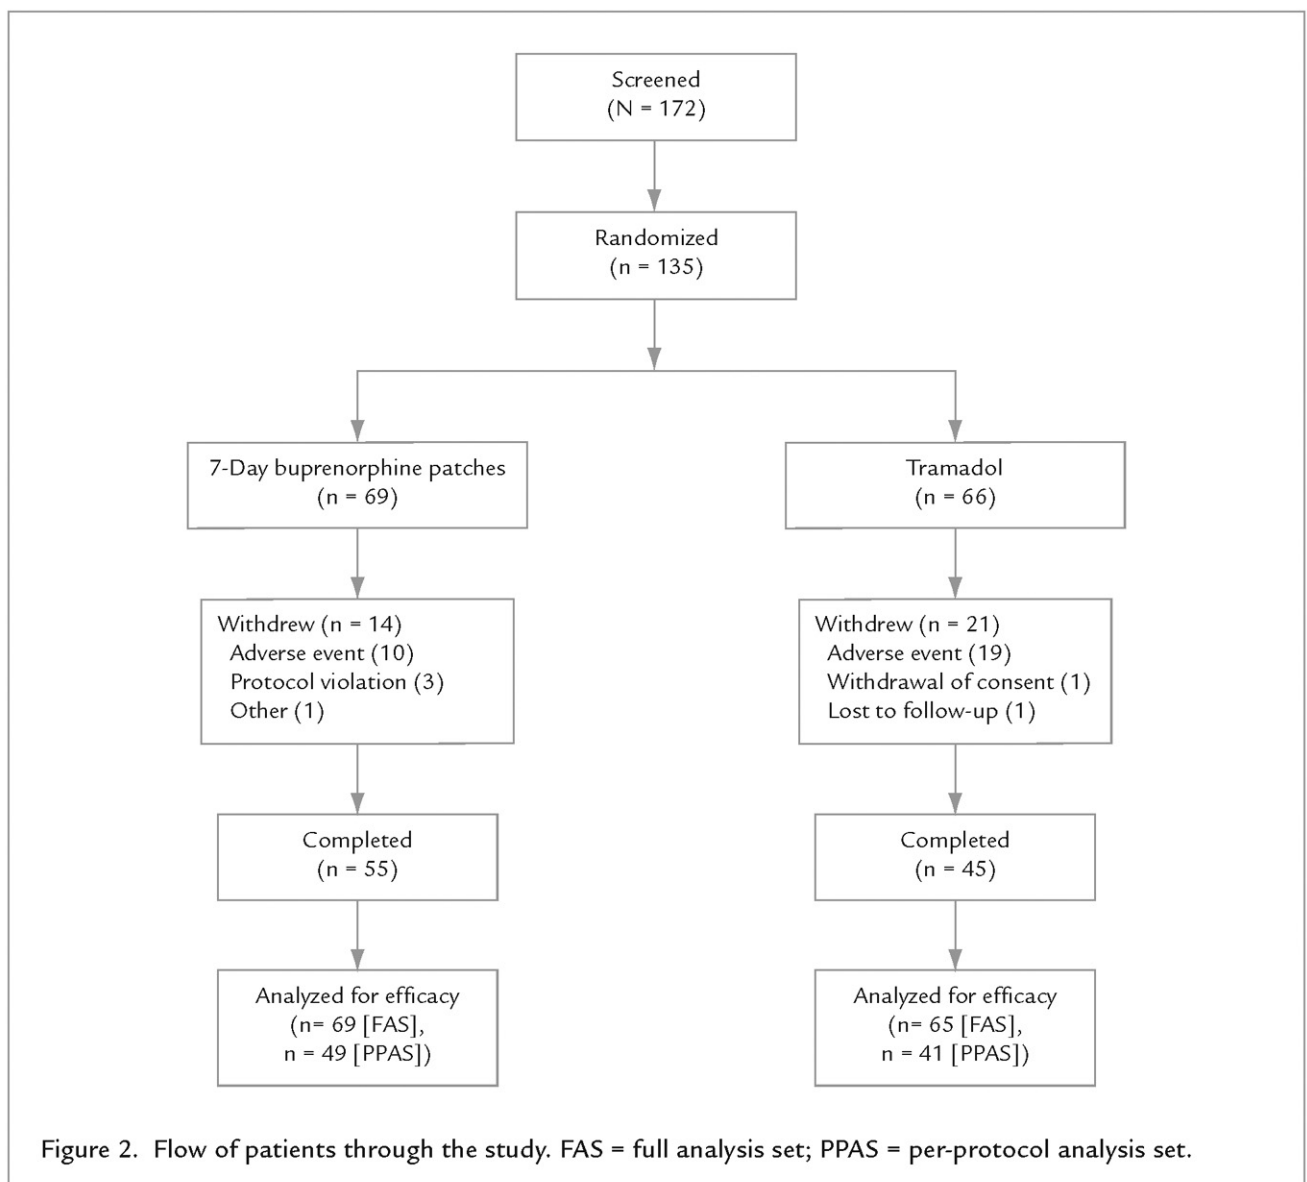 Screened
(N = 172)
Randomized
(n = 135)
7-Day buprenorphine patches
(n = 69)
Tramadol
(n = 66)
Withdrew (n = 14)
Adverse event (10)
Protocol violation (3)
Other (1)
Withdrew (n = 21)
Adverse event (19)
Withdrawal of consent (1)
Lost to follow-up (1)
Completed
(n = 55)
Completed
(n = 45)
Analyzed for efficacy
(n= 69 [FAS],
n = 49 [PPAS])
Analyzed for efficacy
(n= 65 [FAS],
n = 41 [PPAS])
Figure 2. Flow of patients through the study. FAS = full analysis set; PPAS = per-protocol analysis set.